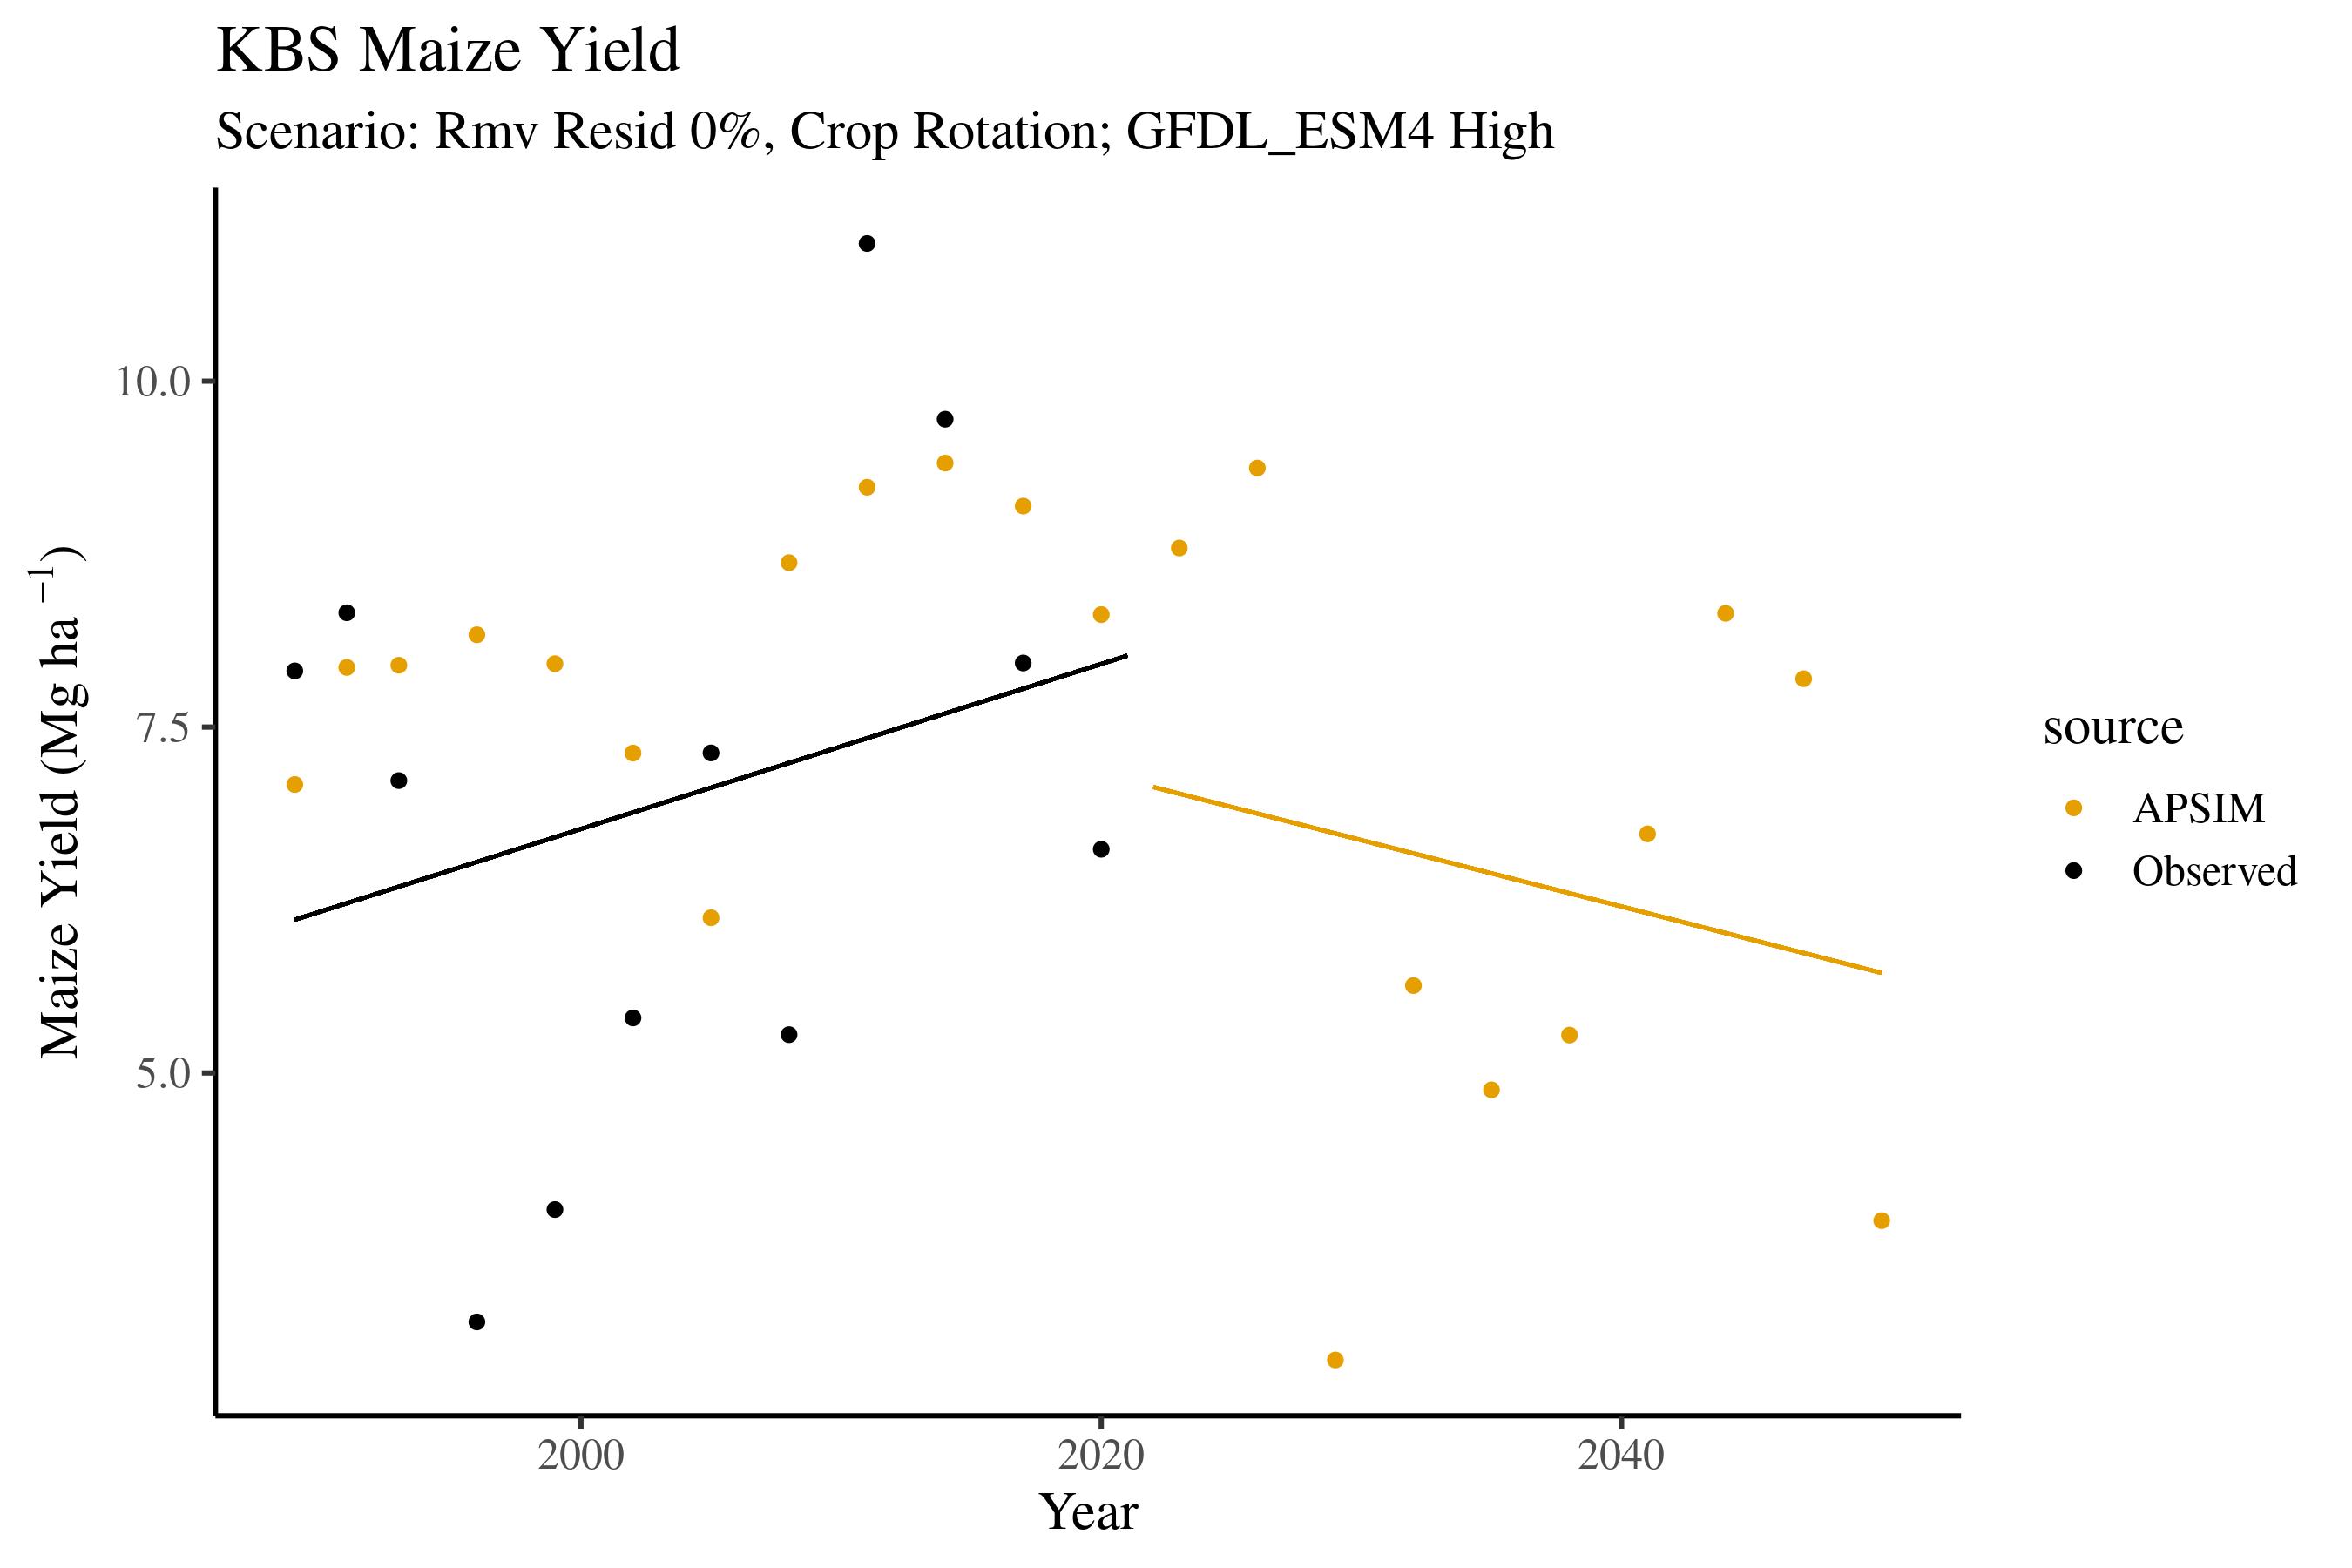 KBS Maize Yield
Scenario: Rmv Resid 0%, Crop Rotation; GFDL_ESM4 High
Maize Yield (Mg ha⁻¹)
10.0
7.5
5.0
2000
2020
2040
Year
source
APSIM
Observed